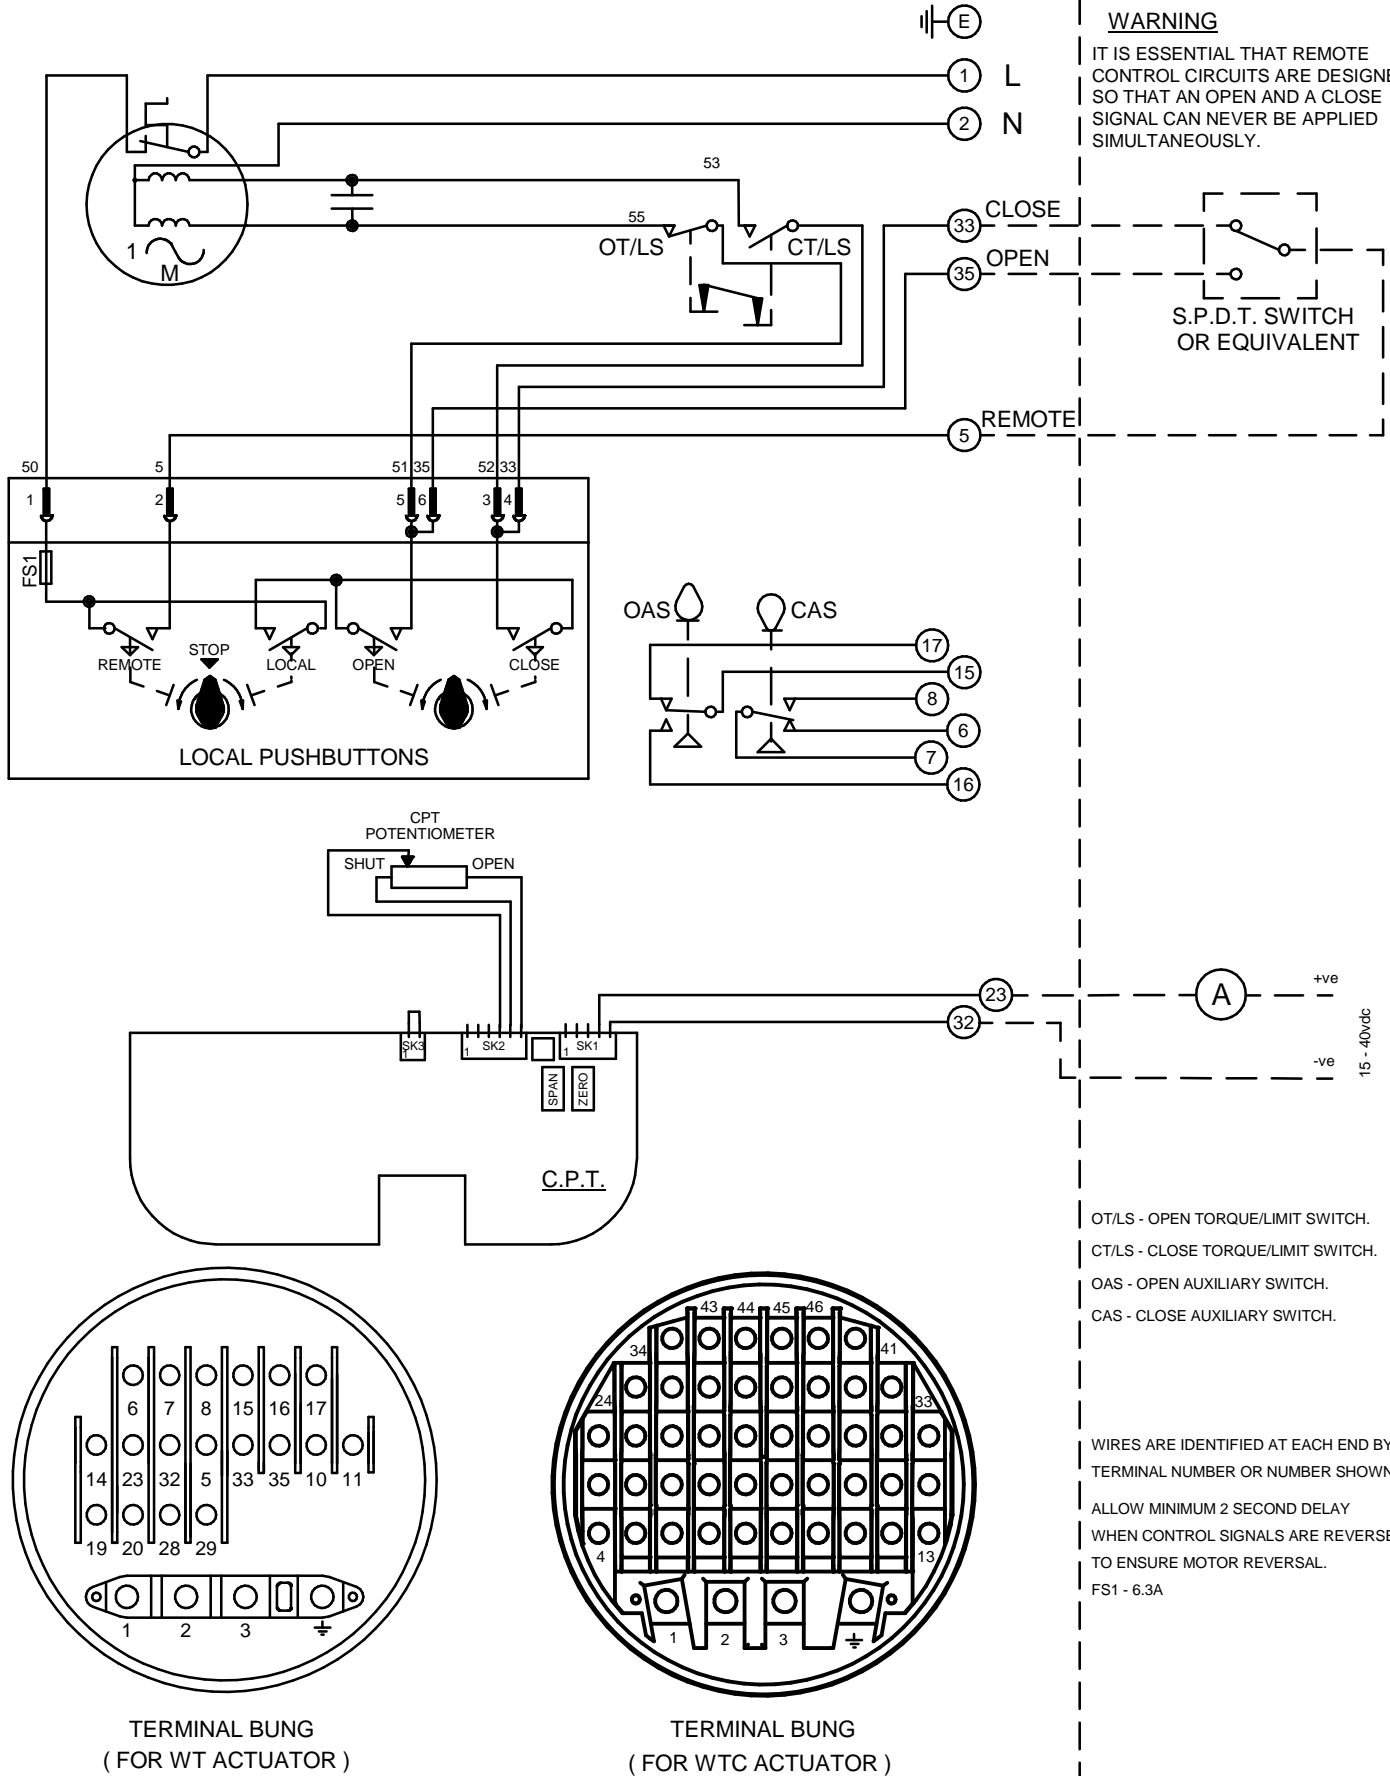 E
WARNING
IT IS ESSENTIAL THAT REMOTE
CONTROL CIRCUITS ARE DESIGNE
SO THAT AN OPEN AND A CLOSE
SIGNAL CAN NEVER BE APPLIED
SIMULTANEOUSLY.
1 L
2 N
53
55
OT/LS
CT/LS
1
M
33 CLOSE
35 OPEN
S.P.D.T. SWITCH
OR EQUIVALENT
5 REMOTE
50 5 51 35 52 33
1 2 5 6 3 4
FS1
REMOTE STOP LOCAL OPEN CLOSE
LOCAL PUSHBUTTONS
OAS CAS
17
15
8
6
7
16
CPT
POTENTIOMETER
SHUT OPEN
23
32
A
+ve
-ve
15 - 40vdc
SK3
1
SK2
1
SK1
1
SPAN
ZERO
C.P.T.
OT/LS - OPEN TORQUE/LIMIT SWITCH.
CT/LS - CLOSE TORQUE/LIMIT SWITCH.
OAS - OPEN AUXILIARY SWITCH.
CAS - CLOSE AUXILIARY SWITCH.
6 7 8 15 16 17
14 23 32 5 33 35 10 11
19 20 28 29
1 2 3
TERMINAL BUNG
( FOR WT ACTUATOR )
43 44 45 46
34 41
24 33
4 13
1 2 3
TERMINAL BUNG
( FOR WTC ACTUATOR )
WIRES ARE IDENTIFIED AT EACH END BY
TERMINAL NUMBER OR NUMBER SHOWN
ALLOW MINIMUM 2 SECOND DELAY
WHEN CONTROL SIGNALS ARE REVERSE
TO ENSURE MOTOR REVERSAL.
FS1 - 6.3A